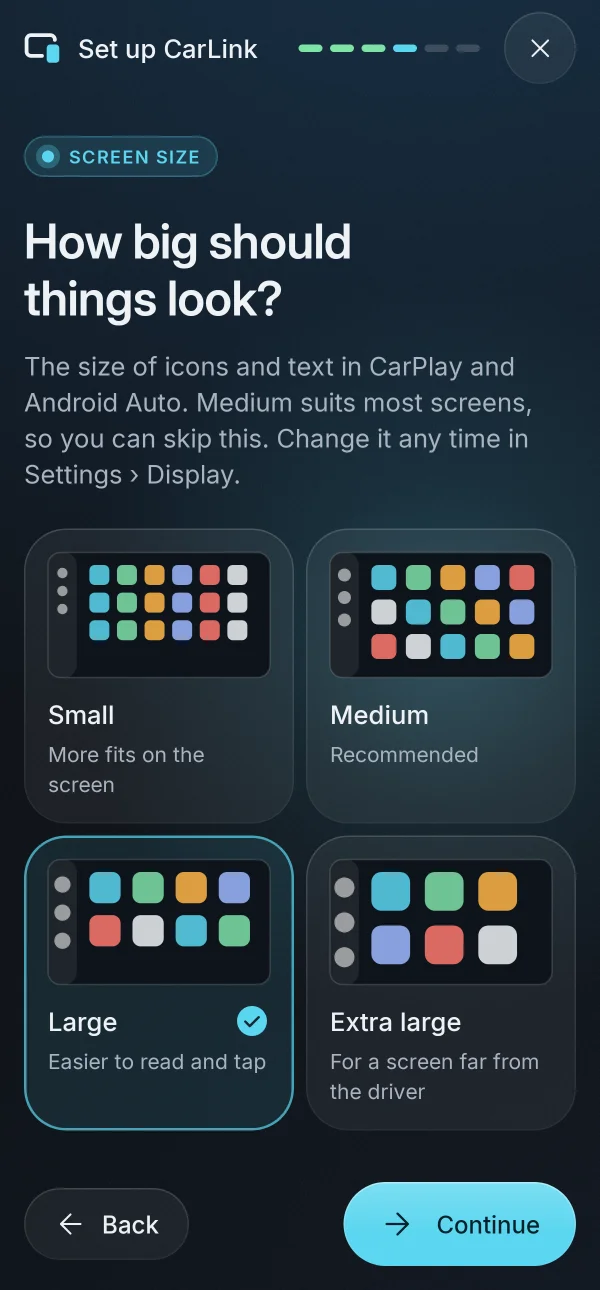 Set up CarLink
SCREEN SIZE
How big should
things look?
The size of icons and text in CarPlay and
Android Auto. Medium suits most screens,
so you can skip this. Change it any time in
Settings › Display.
Small
More fits on the
screen
Medium
Recommended
Large
Easier to read and tap
Extra large
For a screen far from
the driver
Back
Continue